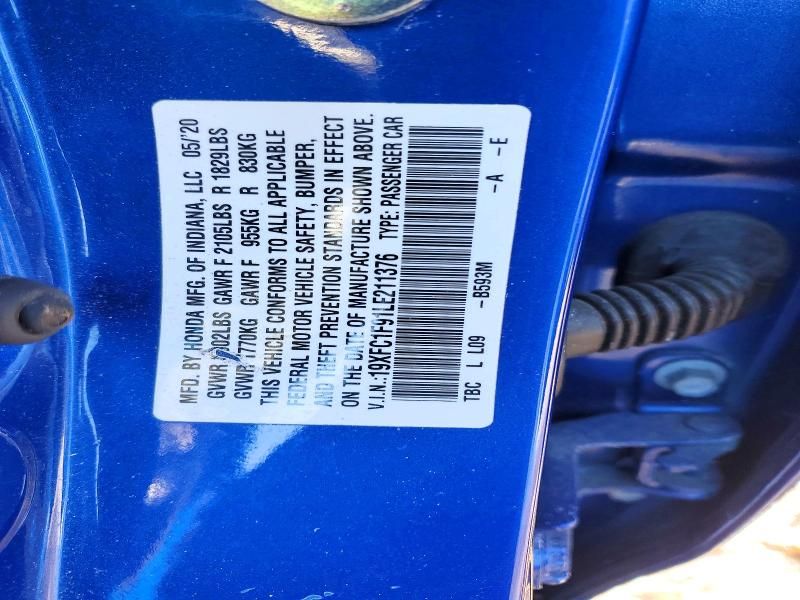 MFD. BY HONDA MFG. OF INDIANA, LLC 05/'20
GVWR 3902LBS GAWR F 2105LBS R 1829LBS
GVWR 1770KG GAWR F 955KG R 830KG
THIS VEHICLE CONFORMS TO ALL APPLICABLE
FEDERAL MOTOR VEHICLE SAFETY, BUMPER,
AND THEFT PREVENTION STANDARDS IN EFFECT
ON THE DATE OF MANUFACTURE SHOWN ABOVE.
V.I.N.:19XFC1F91LE211376 TYPE: PASSENGER CAR
TBC L L09 -B593M -A -E